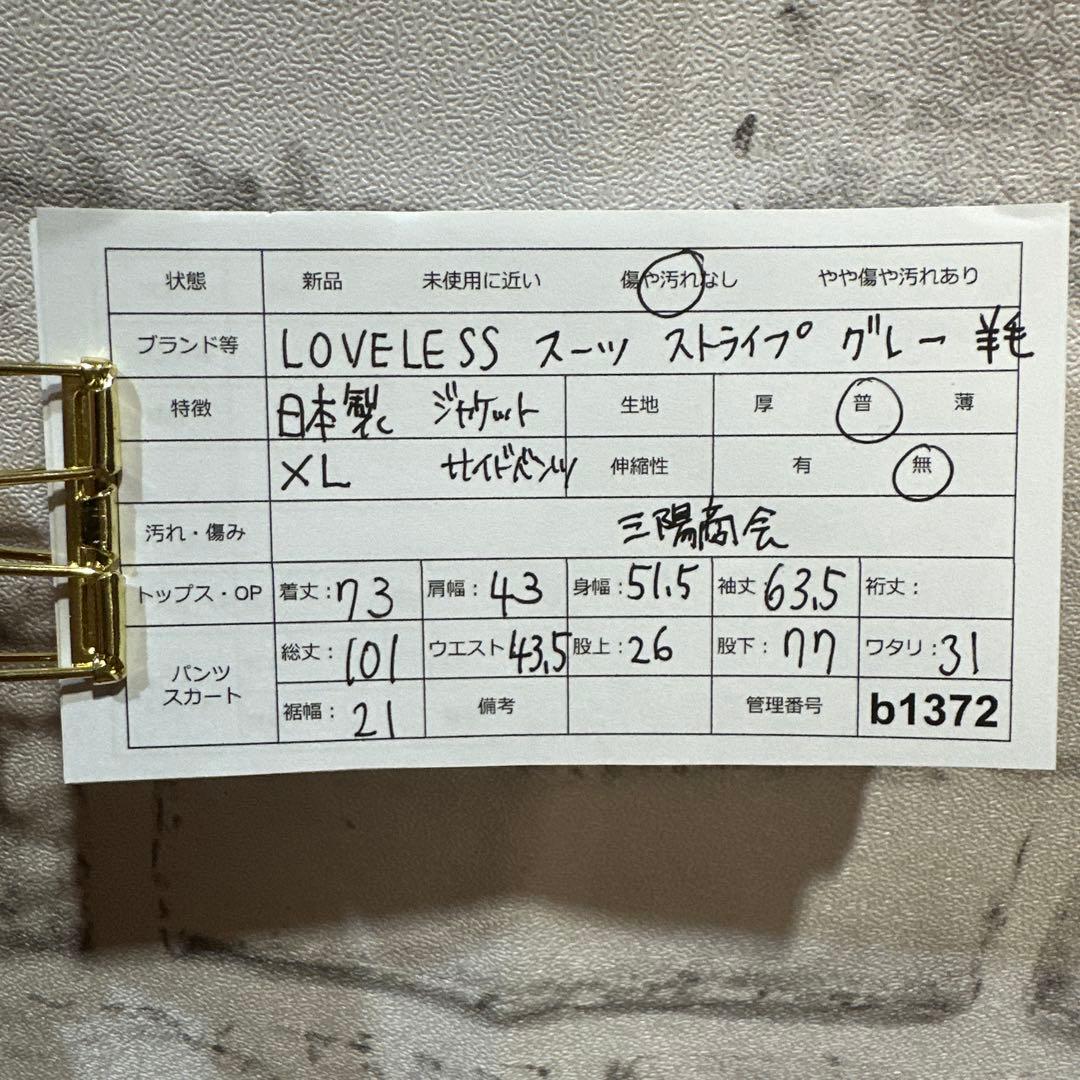 状態 新品 未使用に近い 傷や汚れなし やや傷や汚れあり
ブランド等 LOVELESS スーツ ストライプ グレー 羊毛
特徴 日本製 ジャケット 生地 厚 普 薄
XL サイドベンツ 伸縮性 有 無
汚れ・傷み 三陽商会
トップス・OP 着丈:73 肩幅:43 身幅:51.5 袖丈:63.5 裄丈:
パンツ スカート 総丈:101 ウエスト43.5 股上:26 股下:77 ワタリ:31
裾幅:21 備考 管理番号 b1372